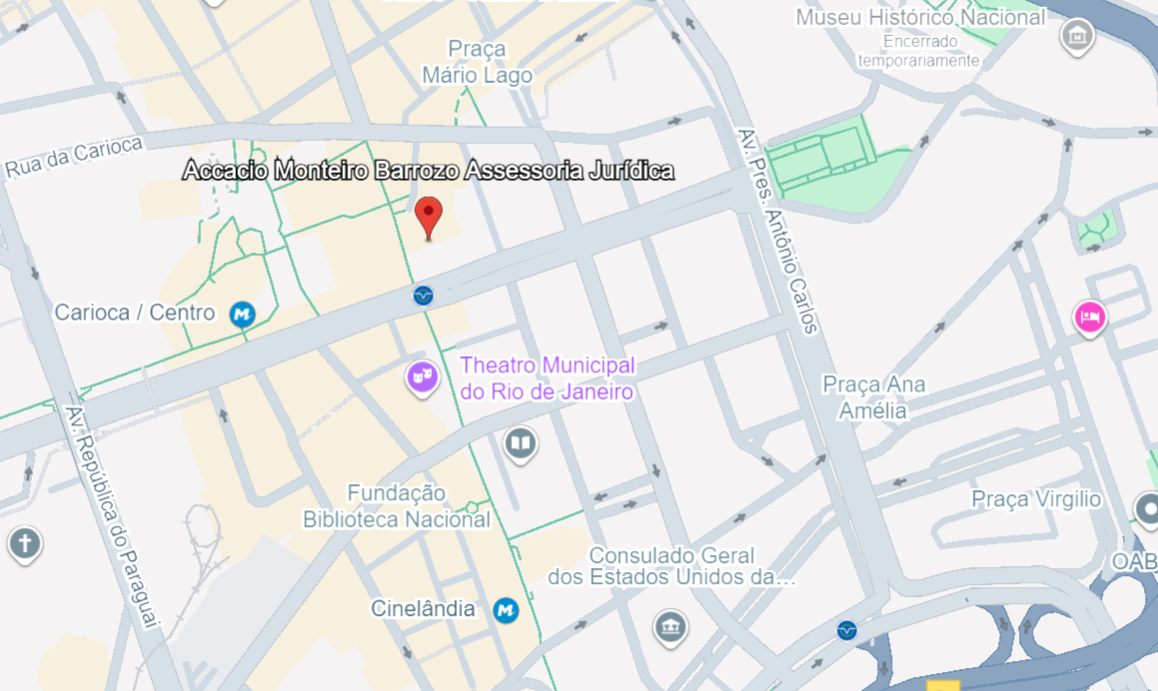 Museu Histórico Nacional
Encerrado
temporariamente
Praça
Mário Lago
Rua da Carioca
Av. Pres. Antônio Carlos
Accacio Monteiro Barrozo Assessoria Jurídica
Carioca / Centro
Theatro Municipal
do Rio de Janeiro
Praça Ana
Amélia
Av. República do Paraguai
Fundação
Biblioteca Nacional
Praça Virgilio
Consulado Geral
dos Estados Unidos da...
OAB
Cinelândia